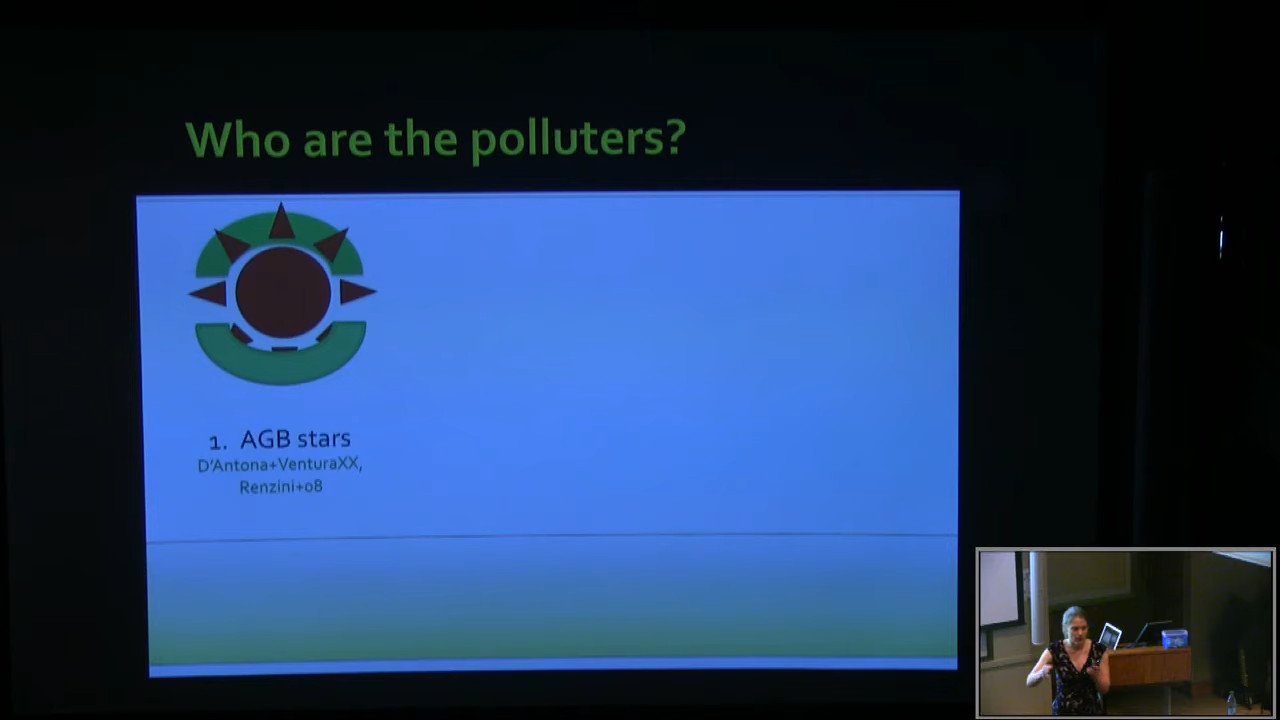 Who are the polluters?
1. AGB stars
D'Antona+VenturaXX,
Renzini+08